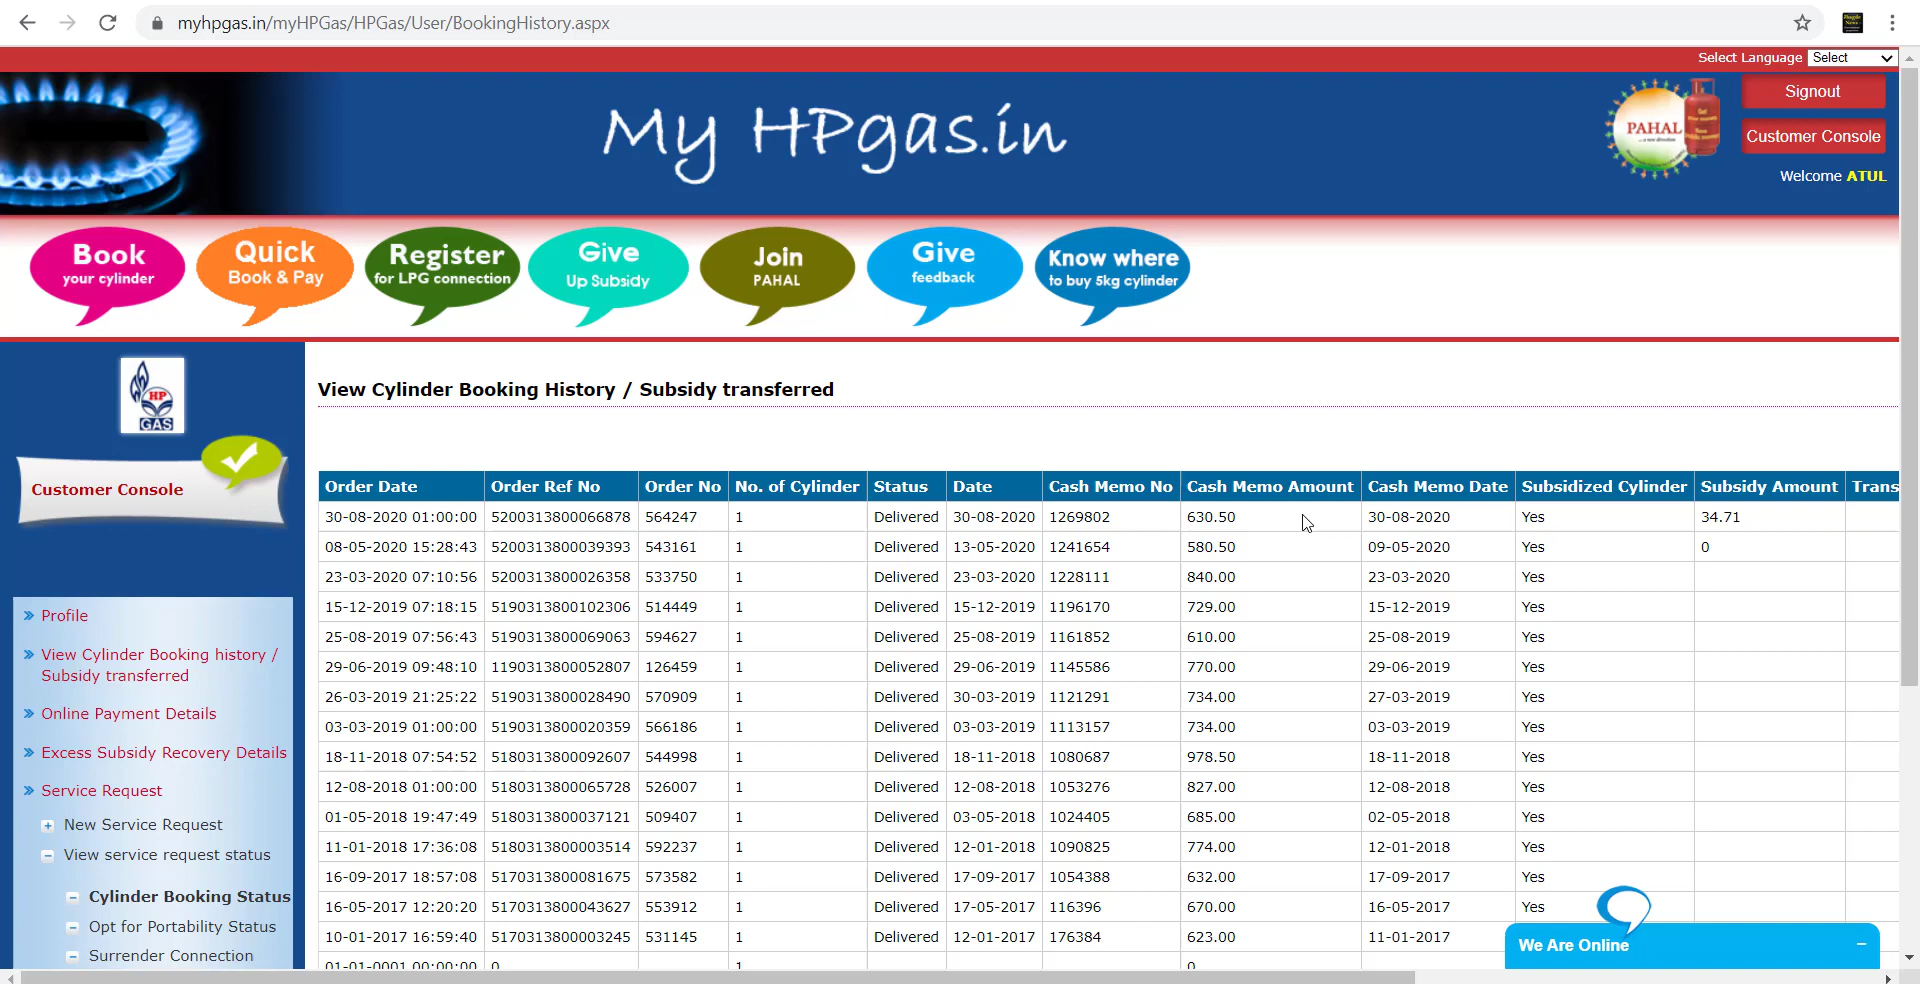 myhpgas.in/myHPGas/HPGas/User/BookingHistory.aspx
Select Language Select
My HPgas.in
PAHAL
Signout
Customer Console
Welcome ATUL
Book
your cylinder
Quick
Book & Pay
Register
for LPG connection
Give
Up Subsidy
Join
PAHAL
Give
feedback
Know where
to buy 5kg cylinder
HP
GAS
Customer Console
Profile
View Cylinder Booking history /
Subsidy transferred
Online Payment Details
Excess Subsidy Recovery Details
Service Request
New Service Request
View service request status
Cylinder Booking Status
Opt for Portability Status
Surrender Connection
View Cylinder Booking History / Subsidy transferred
Order Date Order Ref No Order No No. of Cylinder Status Date Cash Memo No Cash Memo Amount Cash Memo Date Subsidized Cylinder Subsidy Amount Trans
30-08-2020 01:00:00 5200313800066878 564247 1 Delivered 30-08-2020 1269802 630.50 30-08-2020 Yes 34.71
08-05-2020 15:28:43 5200313800039393 543161 1 Delivered 13-05-2020 1241654 580.50 09-05-2020 Yes 0
23-03-2020 07:10:56 5200313800026358 533750 1 Delivered 23-03-2020 1228111 840.00 23-03-2020 Yes
15-12-2019 07:18:15 5190313800102306 514449 1 Delivered 15-12-2019 1196170 729.00 15-12-2019 Yes
25-08-2019 07:56:43 5190313800069063 594627 1 Delivered 25-08-2019 1161852 610.00 25-08-2019 Yes
29-06-2019 09:48:10 1190313800052807 126459 1 Delivered 29-06-2019 1145586 770.00 29-06-2019 Yes
26-03-2019 21:25:22 5190313800028490 570909 1 Delivered 30-03-2019 1121291 734.00 27-03-2019 Yes
03-03-2019 01:00:00 5190313800020359 566186 1 Delivered 03-03-2019 1113157 734.00 03-03-2019 Yes
18-11-2018 07:54:52 5180313800092607 544998 1 Delivered 18-11-2018 1080687 978.50 18-11-2018 Yes
12-08-2018 01:00:00 5180313800065728 526007 1 Delivered 12-08-2018 1053276 827.00 12-08-2018 Yes
01-05-2018 19:47:49 5180313800037121 509407 1 Delivered 03-05-2018 1024405 685.00 02-05-2018 Yes
11-01-2018 17:36:08 5180313800003514 592237 1 Delivered 12-01-2018 1090825 774.00 12-01-2018 Yes
16-09-2017 18:57:08 5170313800081675 573582 1 Delivered 17-09-2017 1054388 632.00 17-09-2017 Yes
16-05-2017 12:20:20 5170313800043627 553912 1 Delivered 17-05-2017 116396 670.00 16-05-2017 Yes
10-01-2017 16:59:40 5170313800003245 531145 1 Delivered 12-01-2017 176384 623.00 11-01-2017
01-01-0001 00:00:00 0 1 0
We Are Online